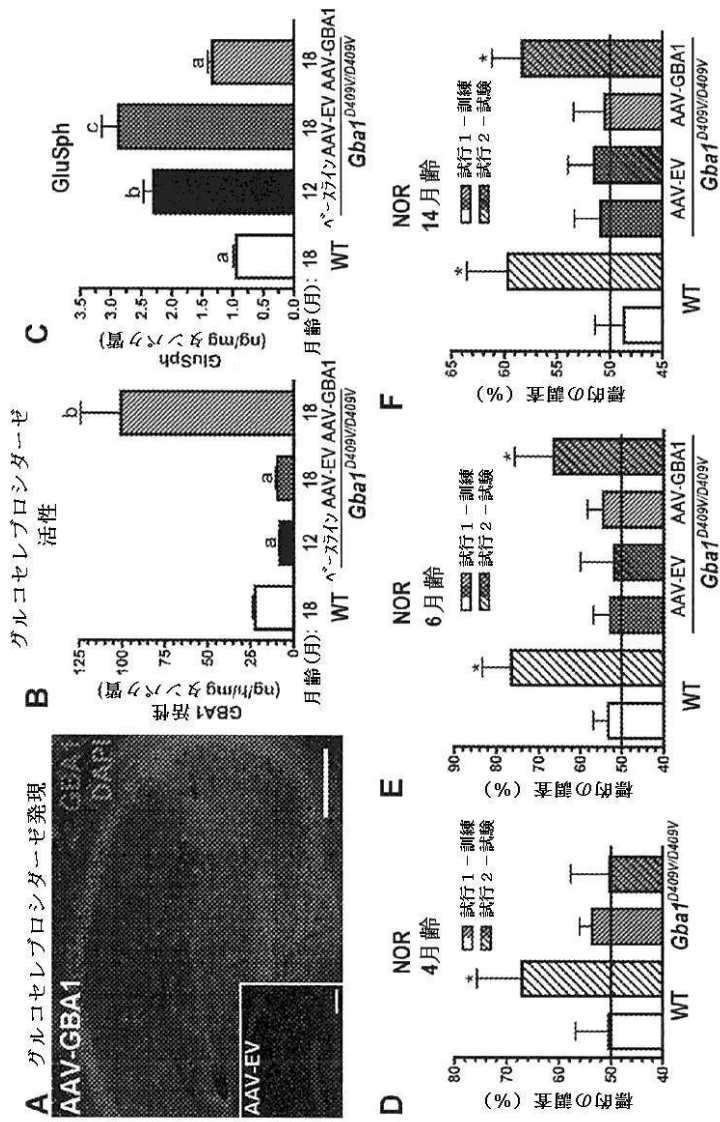 A グルコセレブロシダーゼ発現
AAV-GBA1
GBA1
DAPI
AAV-EV
B
グルコセレブロシダーゼ
活性
GBA1活性
(ng/hr/mg タンパク質)
125
100
75
50
25
0
a
a
b
月齢(月): 18 12 18 18
WT ベースライン AAV-EV AAV-GBA1
Gba1D409V/D409V
C
GluSph
GluSph
(ng/mg タンパク質)
3.5
3.0
2.5
2.0
1.5
1.0
0.5
0.0
a
b
c
a
月齢(月): 18 12 18 18
WT ベースライン AAV-EV AAV-GBA1
Gba1D409V/D409V
D
NOR
4月齢
試行1-訓練
試行2-試験
標的の調査 (%)
80
70
60
50
40
*
WT Gba1D409V/D409V
E
NOR
6月齢
試行1-訓練
試行2-試験
標的の調査 (%)
90
80
70
60
50
40
*
*
WT AAV-EV AAV-GBA1
Gba1D409V/D409V
F
NOR
14月齢
試行1-訓練
試行2-試験
標的の調査 (%)
65
60
55
50
45
*
*
WT AAV-EV AAV-GBA1
Gba1D409V/D409V